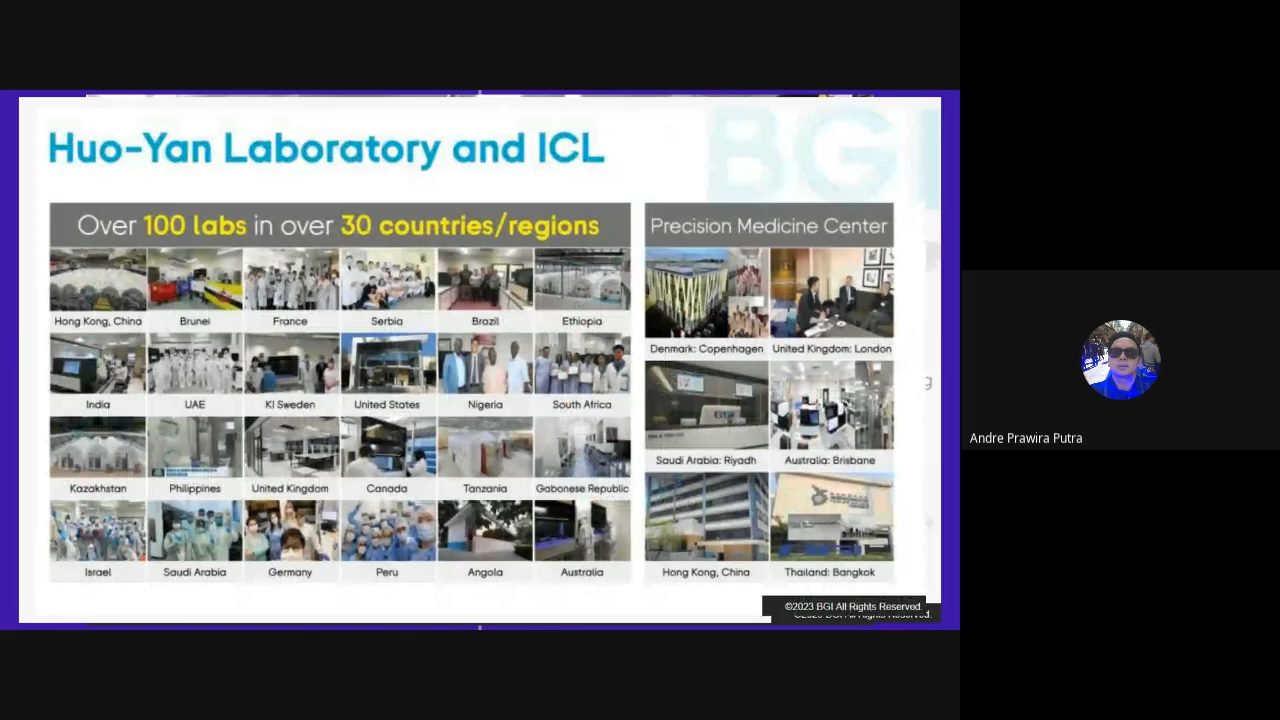 BGI
Huo-Yan Laboratory and ICL
Over 100 labs in over 30 countries/regions
Hong Kong, China
Brunei
France
Serbia
Brazil
Ethiopia
India
UAE
KI Sweden
United States
Nigeria
South Africa
Kazakhstan
Philippines
United Kingdom
Canada
Tanzania
Gabonese Republic
Israel
Saudi Arabia
Germany
Peru
Angola
Australia
Precision Medicine Center
Denmark: Copenhagen
United Kingdom: London
Saudi Arabia: Riyadh
Australia: Brisbane
Hong Kong, China
Thailand: Bangkok
©2023 BGI All Rights Reserved.
Andre Prawira Putra